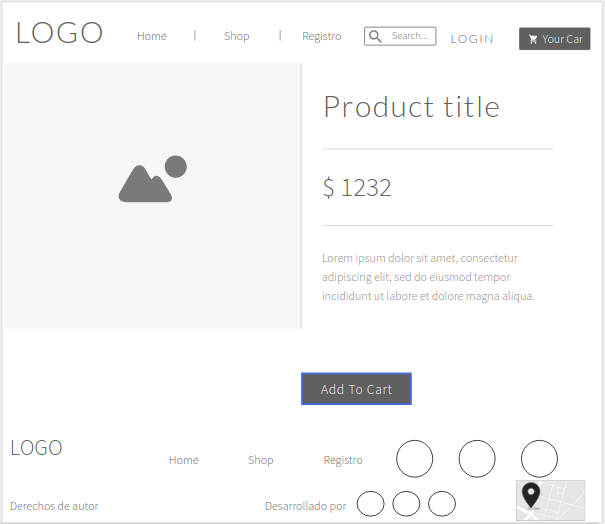 LOGO
Home | Shop | Registro
Search...
LOGIN
Your Car
Product title
$ 1232
Lorem ipsum dolor sit amet, consectetur
adipiscing elit, sed do eiusmod tempor
incididunt ut labore et dolore magna aliqua.
Add To Cart
LOGO
Home Shop Registro
Derechos de autor
Desarrollado por